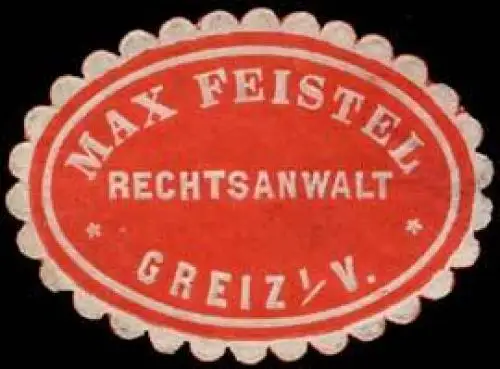 MAX FEISTEL
RECHTSANWALT
* GREIZ I/V. *